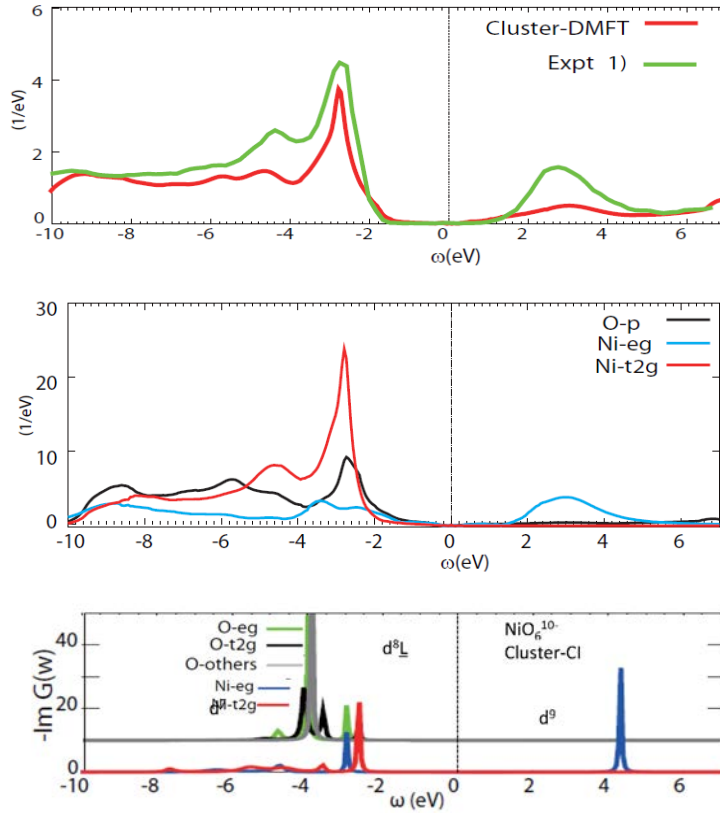 6
4
2
0
(1/eV)
Cluster-DMFT
Expt 1)
-10 -8 -6 -4 -2 0 2 4 6
ω(eV)
30
20
10
0
(1/eV)
O-p
Ni-eg
Ni-t2g
-10 -8 -6 -4 -2 0 2 4 6
ω(eV)
40
20
0
-Im G(w)
O-eg
O-t2g
O-others
Ni-eg
Ni-t2g
d⁸L̲
NiO₆¹⁰⁻
Cluster-CI
d⁹
-10 -8 -6 -4 -2 0 2 4 6
ω (eV)